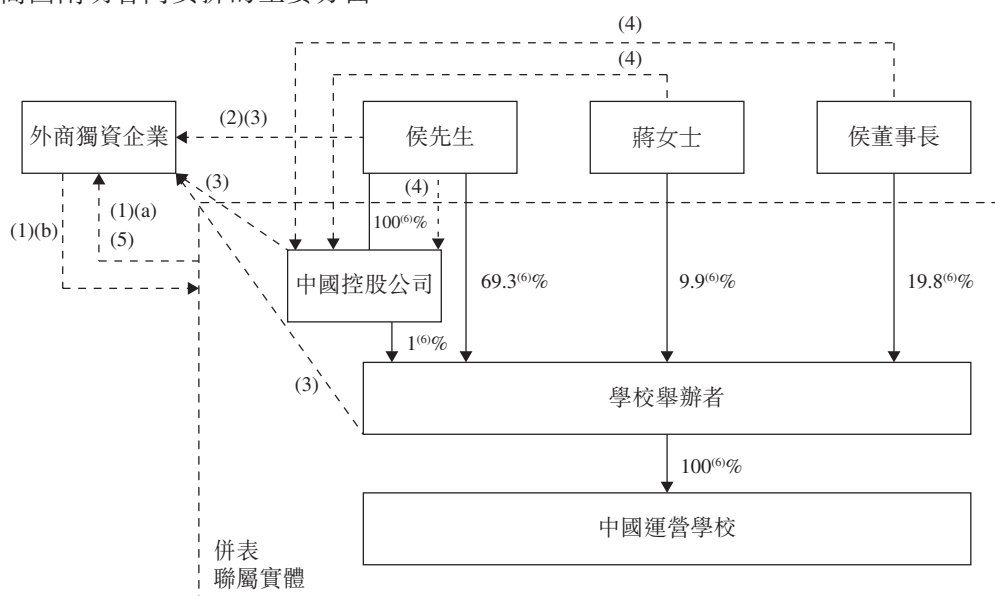 (4)
(4)
外商獨資企業
(2)(3)
侯先生
蔣女士
侯董事長
(3)
(4)
(1)(b)
(1)(a)
(5)
100⁽⁶⁾%
中國控股公司
69.3⁽⁶⁾%
9.9⁽⁶⁾%
19.8⁽⁶⁾%
1⁽⁶⁾%
(3)
學校舉辦者
100⁽⁶⁾%
中國運營學校
併表
聯屬實體